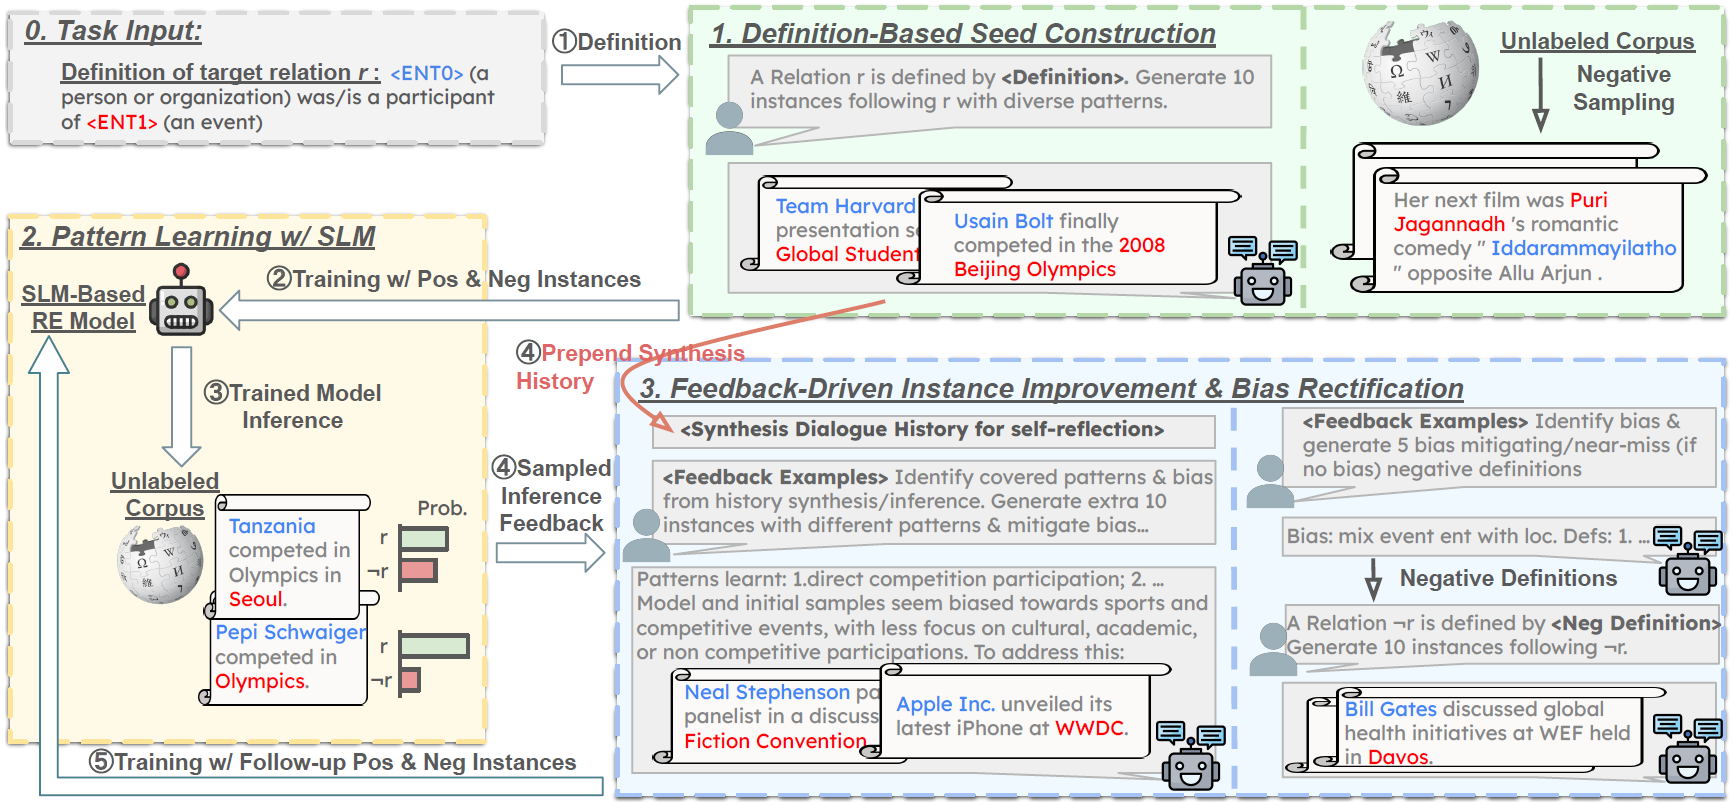 0. Task Input:
Definition of target relation r : <ENT0> (a
person or organization) was/is a participant
of <ENT1> (an event)
①Definition
1. Definition-Based Seed Construction
A Relation r is defined by <Definition>. Generate 10
instances following r with diverse patterns.
Team Harvard
presentation se
Global Student
Usain Bolt finally
competed in the 2008
Beijing Olympics
Unlabeled Corpus
Negative
Sampling
Her next film was Puri
Jagannadh 's romantic
comedy " Iddarammayilatho
" opposite Allu Arjun .
2. Pattern Learning w/ SLM
②Training w/ Pos & Neg Instances
SLM-Based
RE Model
③Trained Model
Inference
Unlabeled
Corpus
Prob.
Tanzania
competed in
Olympics in
Seoul.
r
¬r
Pepi Schwaiger
competed in
Olympics.
r
¬r
④Prepend Synthesis
History
④Sampled
Inference
Feedback
⑤Training w/ Follow-up Pos & Neg Instances
3. Feedback-Driven Instance Improvement & Bias Rectification
<Synthesis Dialogue History for self-reflection>
<Feedback Examples> Identify covered patterns & bias
from history synthesis/inference. Generate extra 10
instances with different patterns & mitigate bias...
Patterns learnt: 1.direct competition participation; 2. ...
Model and initial samples seem biased towards sports and
competitive events, with less focus on cultural, academic,
or non competitive participations. To address this:
Neal Stephenson pa
panelist in a discuss
Fiction Convention
Apple Inc. unveiled its
latest iPhone at WWDC.
<Feedback Examples> Identify bias &
generate 5 bias mitigating/near-miss (if
no bias) negative definitions
Bias: mix event ent with loc. Defs: 1. ...
Negative Definitions
A Relation ¬r is defined by <Neg Definition>
Generate 10 instances following ¬r.
Bill Gates discussed global
health initiatives at WEF held
in Davos.